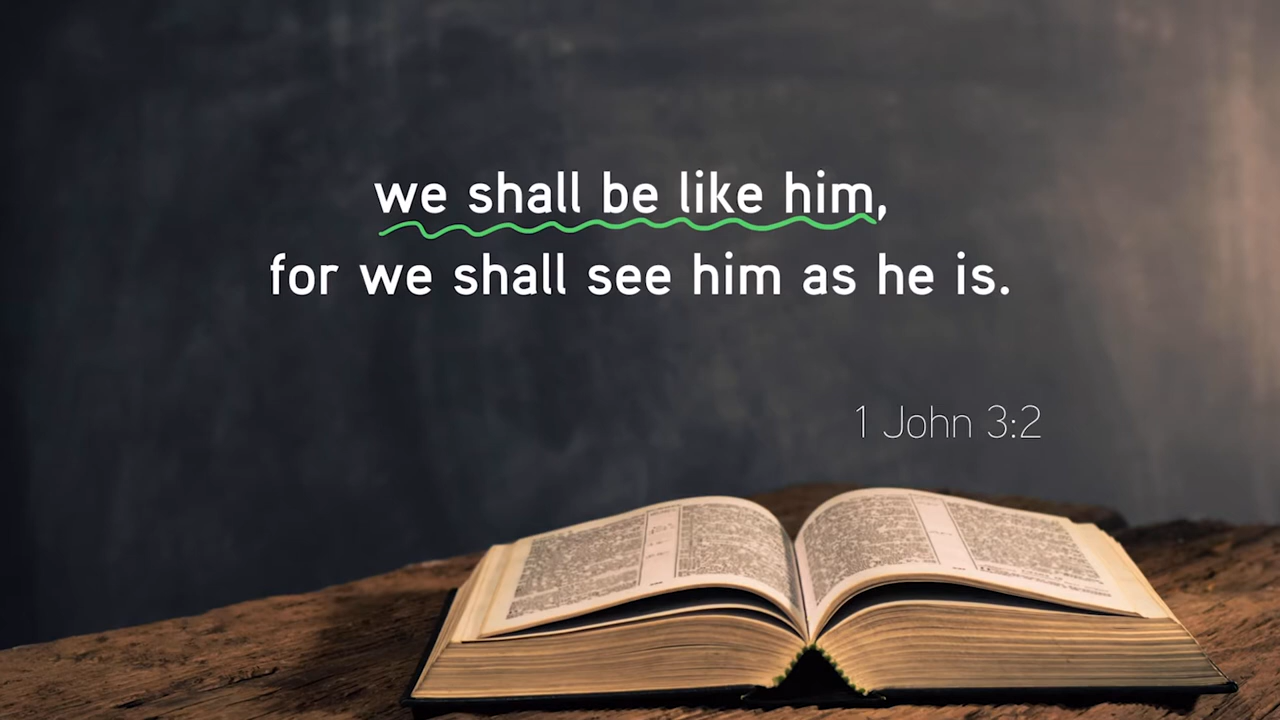 we shall be like him,
for we shall see him as he is.
1 John 3:2